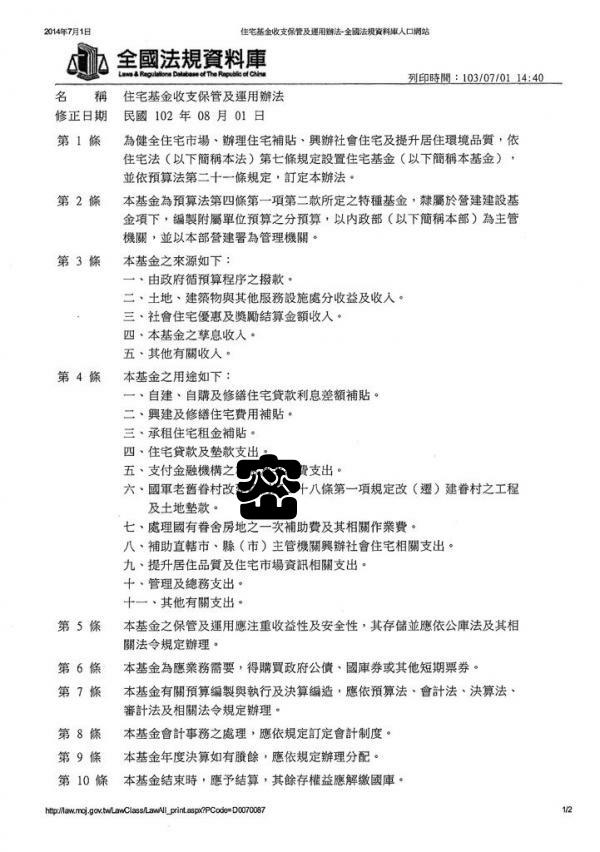 2014年7月1日 住宅基金收支保管及運用辦法-全國法規資料庫入口網站
全國法規資料庫
Laws & Regulations Database of The Republic of China
列印時間：103/07/01 14:40
名　　稱 住宅基金收支保管及運用辦法
修正日期 民國 102 年 08 月 01 日
第 1 條 為健全住宅市場、辦理住宅補貼、興辦社會住宅及提升居住環境品質，依
住宅法（以下簡稱本法）第七條規定設置住宅基金（以下簡稱本基金），
並依預算法第二十一條規定，訂定本辦法。
第 2 條 本基金為預算法第四條第一項第二款所定之特種基金，隸屬於營建建設基
金項下，編製附屬單位預算之分預算，以內政部（以下簡稱本部）為主管
機關，並以本部營建署為管理機關。
第 3 條 本基金之來源如下：
一、由政府循預算程序之撥款。
二、土地、建築物與其他服務設施處分收益及收入。
三、社會住宅優惠及獎勵結算金額收入。
四、本基金之孳息收入。
五、其他有關收入。
第 4 條 本基金之用途如下：
一、自建、自購及修繕住宅貸款利息差額補貼。
二、興建及修繕住宅費用補貼。
三、承租住宅租金補貼。
四、住宅貸款及墊款支出。
五、支付金融機構之 費支出。
六、國軍老舊眷村改 十八條第一項規定改（遷）建眷村之工程
及土地墊款。
七、處理國有眷舍房地之一次補助費及其相關作業費。
八、補助直轄市、縣（市）主管機關興辦社會住宅相關支出。
九、提升居住品質及住宅市場資訊相關支出。
十、管理及總務支出。
十一、其他有關支出。
第 5 條 本基金之保管及運用應注重收益性及安全性，其存儲並應依公庫法及其相
關法令規定辦理。
第 6 條 本基金為應業務需要，得購買政府公債、國庫券或其他短期票券。
第 7 條 本基金有關預算編製與執行及決算編造，應依預算法、會計法、決算法、
審計法及相關法令規定辦理。
第 8 條 本基金會計事務之處理，應依規定訂定會計制度。
第 9 條 本基金年度決算如有賸餘，應依規定辦理分配。
第 10 條 本基金結束時，應予結算，其餘存權益應解繳國庫。
http://law.moj.gov.tw/LawClass/LawAll_print.aspx?PCode=D0070087 1/2